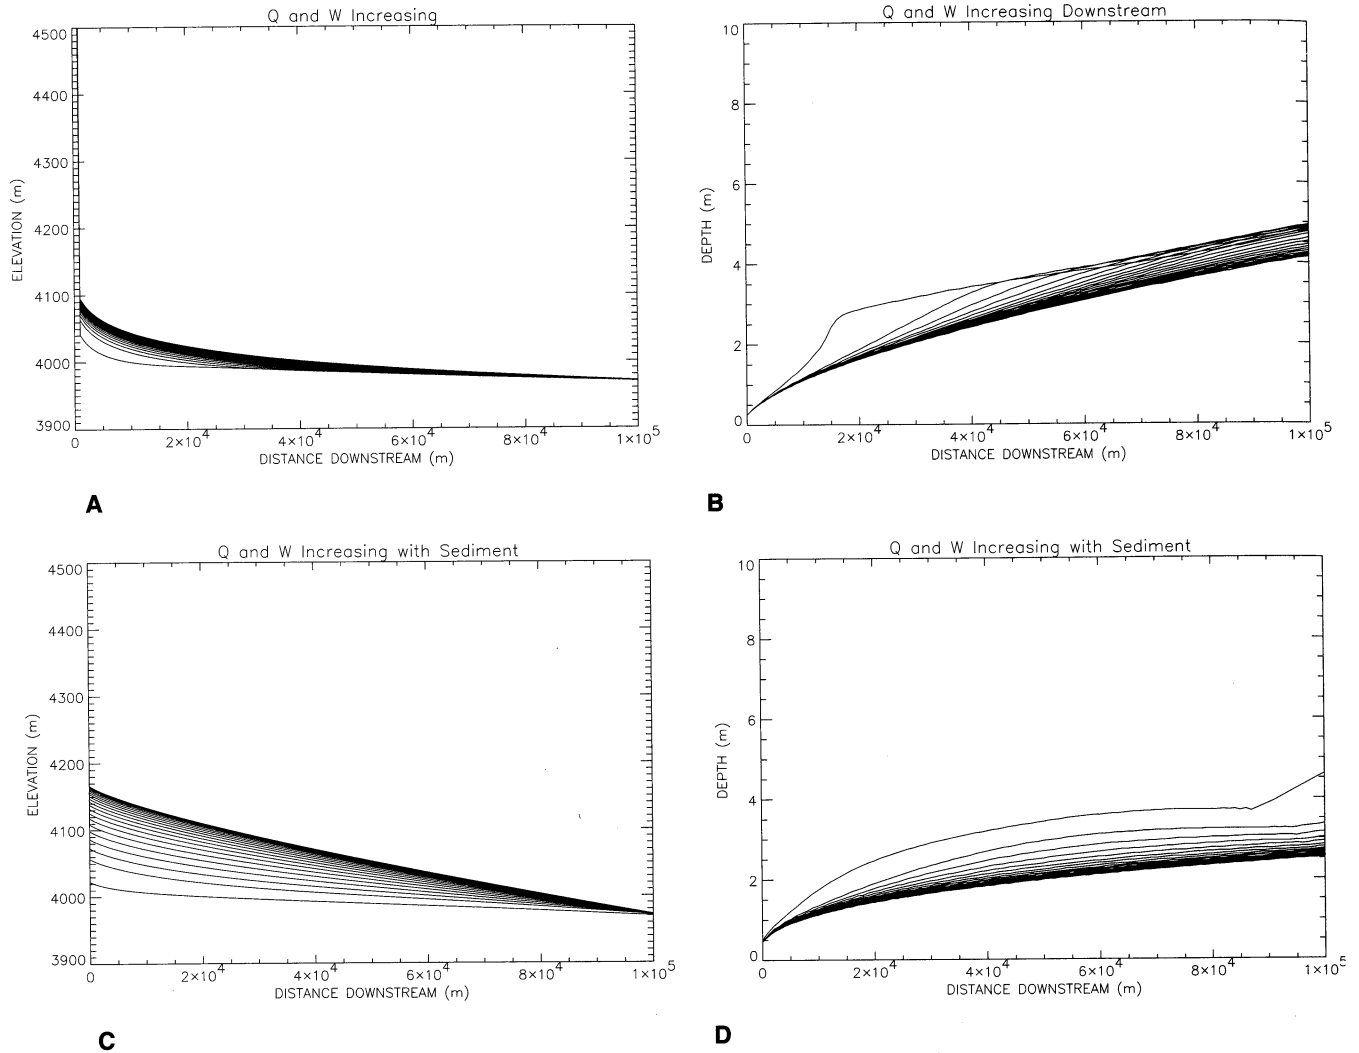 Q and W Increasing
4500
4400
4300
4200
4100
4000
3900
ELEVATION (m)
0 2×10^4 4×10^4 6×10^4 8×10^4 1×10^5
DISTANCE DOWNSTREAM (m)
A
Q and W Increasing Downstream
10
8
6
4
2
0
DEPTH (m)
0 2×10^4 4×10^4 6×10^4 8×10^4 1×10^5
DISTANCE DOWNSTREAM (m)
B
Q and W Increasing with Sediment
4500
4400
4300
4200
4100
4000
3900
ELEVATION (m)
0 2×10^4 4×10^4 6×10^4 8×10^4 1×10^5
DISTANCE DOWNSTREAM (m)
C
Q and W Increasing with Sediment
10
8
6
4
2
0
DEPTH (m)
0 2×10^4 4×10^4 6×10^4 8×10^4 1×10^5
DISTANCE DOWNSTREAM (m)
D